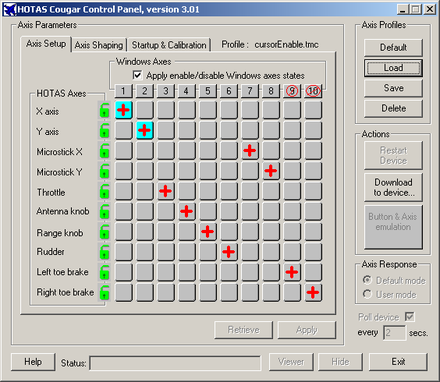 HOTAS Cougar Control Panel, version 3.01
Axis Parameters
Axis Setup
Axis Shaping
Startup & Calibration
Profile : cursorEnable.tmc
Windows Axes
Apply enable/disable Windows axes states
HOTAS Axes
1 2 3 4 5 6 7 8 9 10
X axis
Y axis
Microstick X
Microstick Y
Throttle
Antenna knob
Range knob
Rudder
Left toe brake
Right toe brake
Retrieve
Apply
Axis Profiles
Default
Load
Save
Delete
Actions
Restart
Device
Download
to device...
Button & Axis
emulation
Axis Response
Default mode
User mode
Poll device
every 2 secs.
Help
Status:
Viewer
Hide
Exit